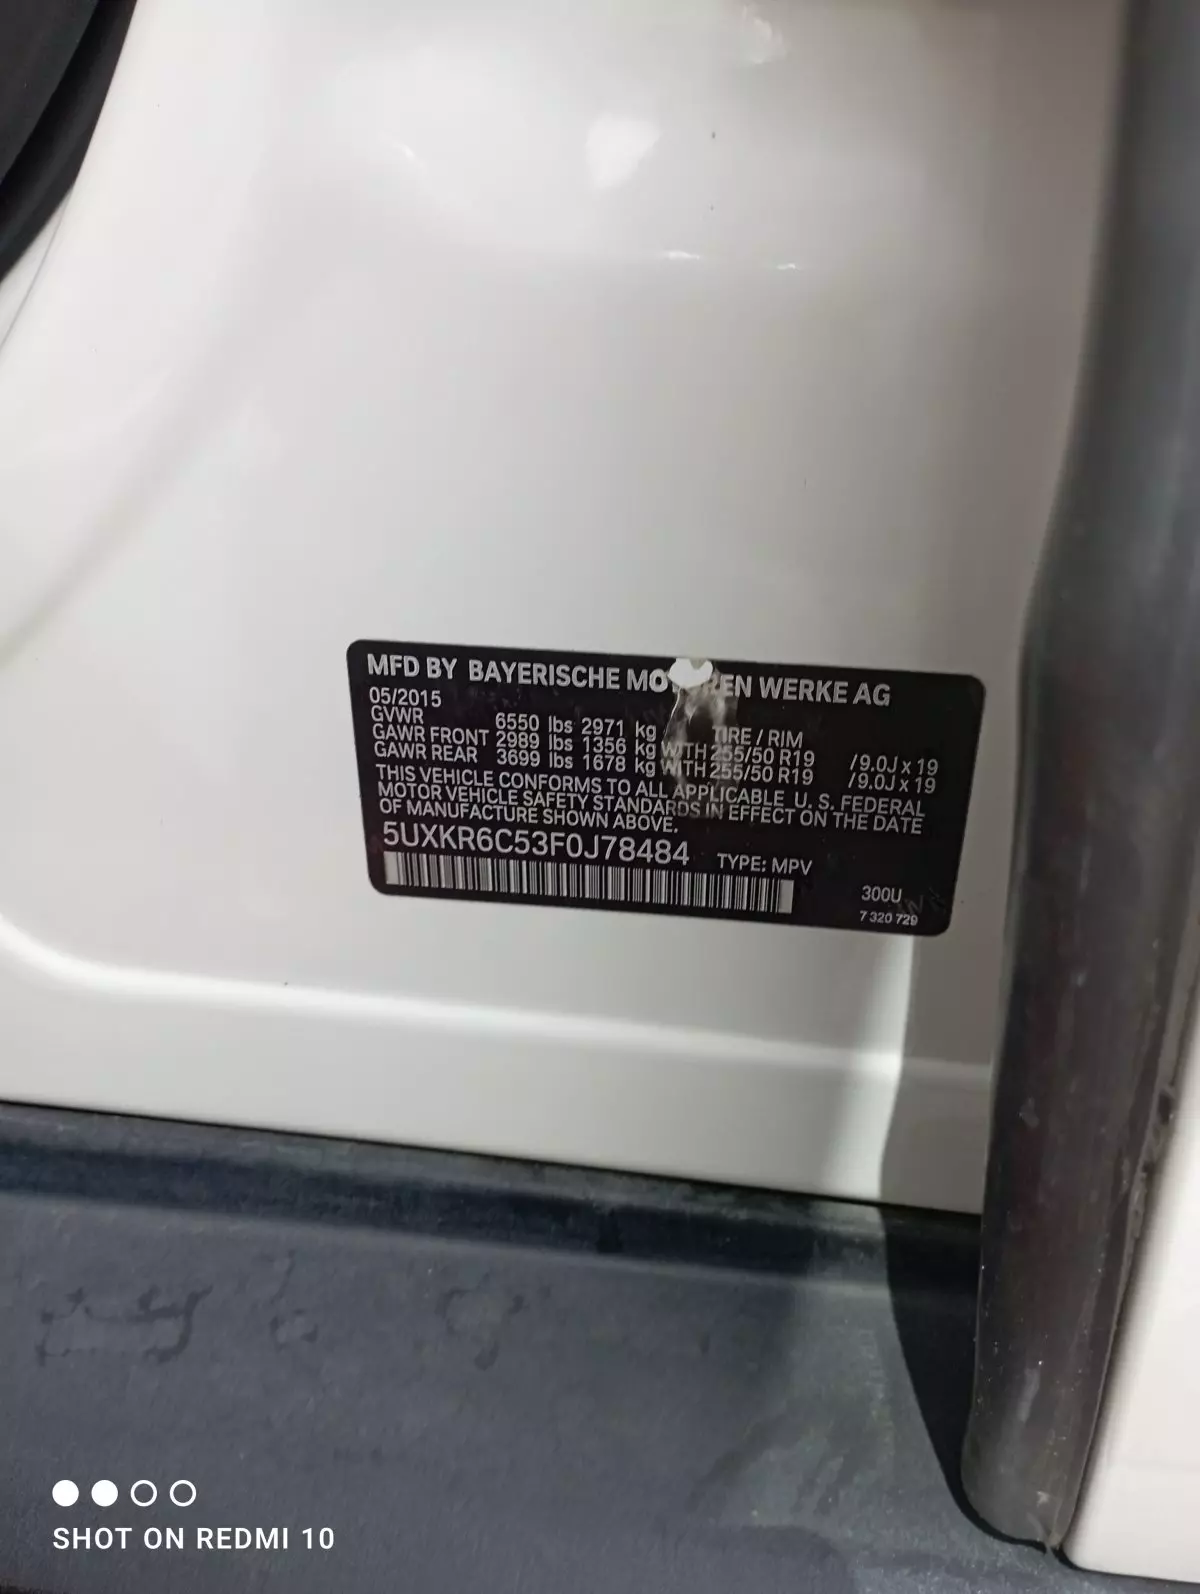 MFD BY BAYERISCHE MO REN WERKE AG
05/2015
GVWR 6550 lbs 2971 kg TIRE / RIM
GAWR FRONT 2989 lbs 1356 kg WITH 255/50 R19 /9.0J x 19
GAWR REAR 3699 lbs 1678 kg WITH 255/50 R19 /9.0J x 19
THIS VEHICLE CONFORMS TO ALL APPLICABLE U. S. FEDERAL
MOTOR VEHICLE SAFETY STANDARDS IN EFFECT ON THE DATE
OF MANUFACTURE SHOWN ABOVE.
5UXKR6C53F0J78484 TYPE: MPV
300U
7 320 729
SHOT ON REDMI 10